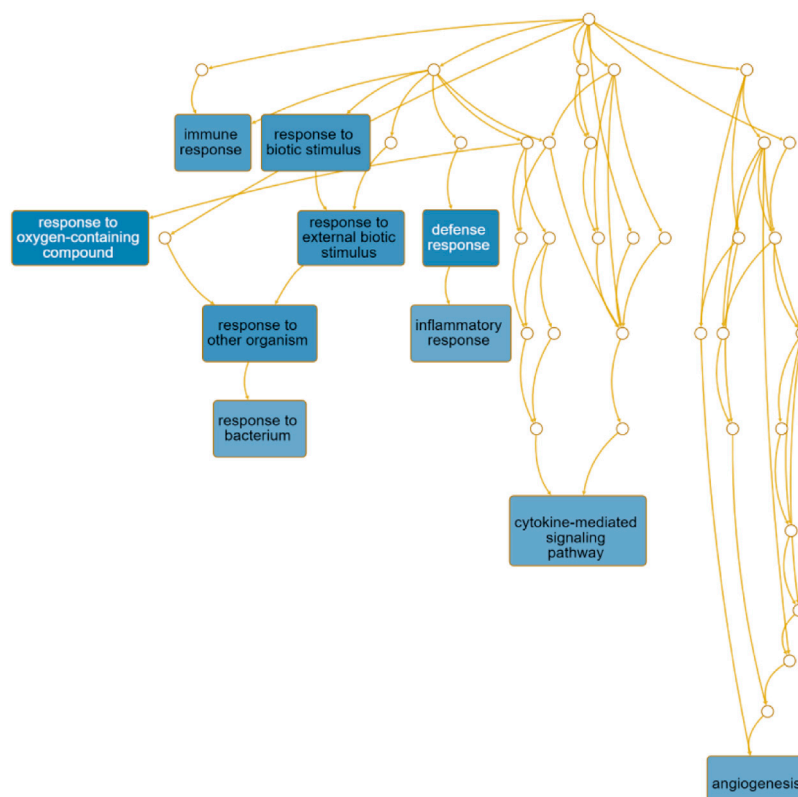 immune
response
response to
biotic stimulus
response to
oxygen-containing
compound
response to
external biotic
stimulus
defense
response
response to
other organism
inflammatory
response
response to
bacterium
cytokine-mediated
signaling
pathway
angiogenesis